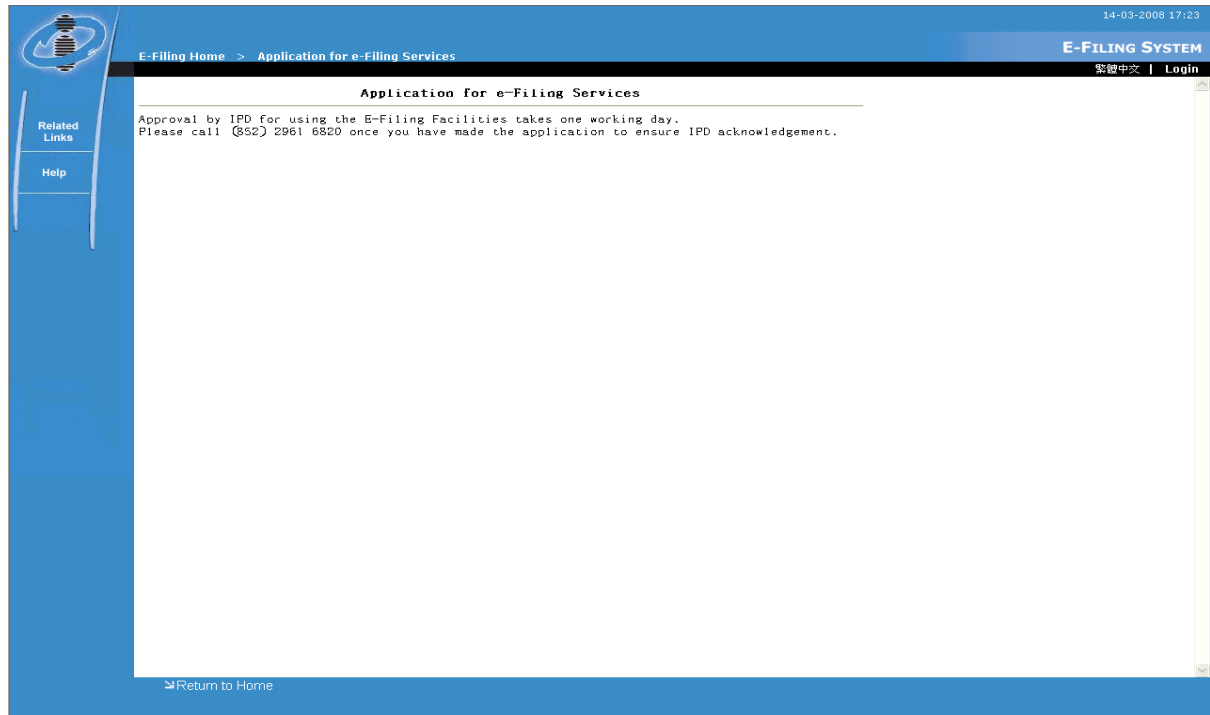 14-03-2008 17:23
E-Filing Home > Application for e-Filing Services
E-FILING SYSTEM
繁體中文 | Login
Application for e-Filing Services
Related
Links
Help
Approval by IPD for using the E-Filing Facilities takes one working day.
Please call (852) 2961 6820 once you have made the application to ensure IPD acknowledgement.
Return to Home